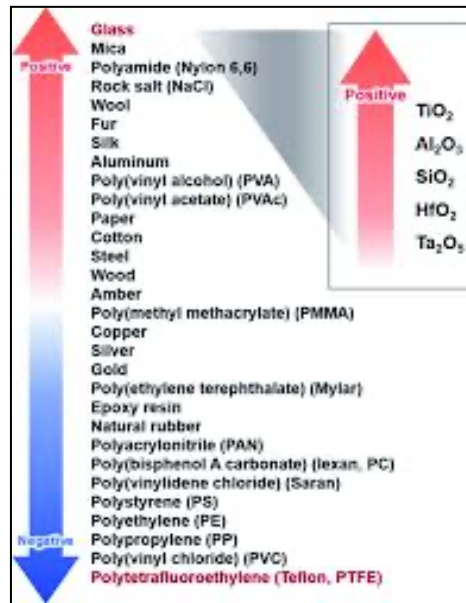 Glass
Positive
Mica
Polyamide (Nylon 6,6)
Rock salt (NaCl)
Wool
Fur
Silk
Aluminum
Poly(vinyl alcohol) (PVA)
Poly(vinyl acetate) (PVAc)
Paper
Cotton
Steel
Wood
Amber
Poly(methyl methacrylate) (PMMA)
Copper
Silver
Gold
Poly(ethylene terephthalate) (Mylar)
Epoxy resin
Natural rubber
Polyacrylonitrile (PAN)
Poly(bisphenol A carbonate) (lexan, PC)
Poly(vinylidene chloride) (Saran)
Polystyrene (PS)
Polyethylene (PE)
Negative
Polypropylene (PP)
Poly(vinyl chloride) (PVC)
Polytetrafluoroethylene (Teflon, PTFE)
Positive
TiO₂
Al₂O₃
SiO₂
HfO₂
Ta₂O₅